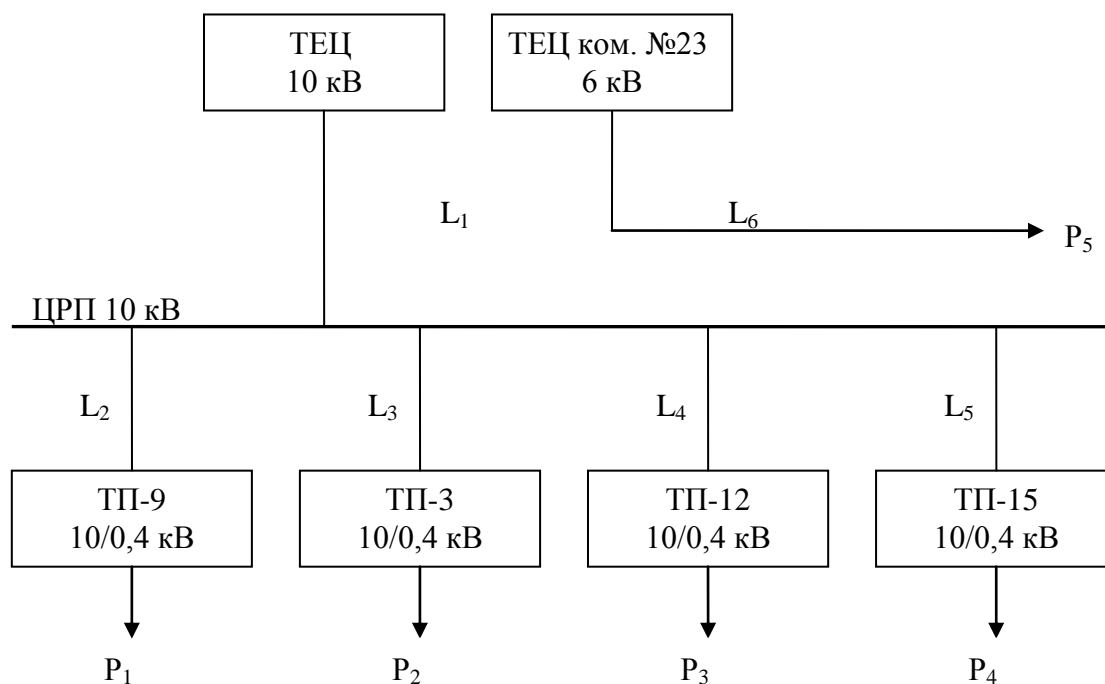 ТЕЦ
10 кВ
ТЕЦ ком. №23
6 кВ
L₁
L₆
P₅
ЦРП 10 кВ
L₂
L₃
L₄
L₅
ТП-9
10/0,4 кВ
ТП-3
10/0,4 кВ
ТП-12
10/0,4 кВ
ТП-15
10/0,4 кВ
P₁
P₂
P₃
P₄